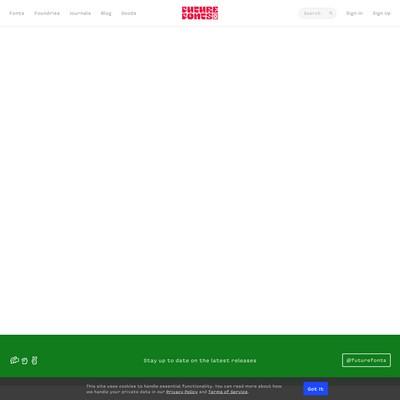 Fonts Foundries Journals Blog Goods
FUTURE
FONTS
Search Sign In Sign Up
Stay up to date on the latest releases
@futurefonts
This site uses cookies to handle essential functionality. You can read more about how
we handle your private data in our Privacy Policy and Terms of Service.
Got it